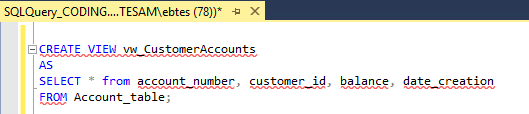 SQLQuery_CODING....TESAM\ebtes (78))*
CREATE VIEW vw_CustomerAccounts
AS
SELECT * from account_number, customer_id, balance, date_creation
FROM Account_table;